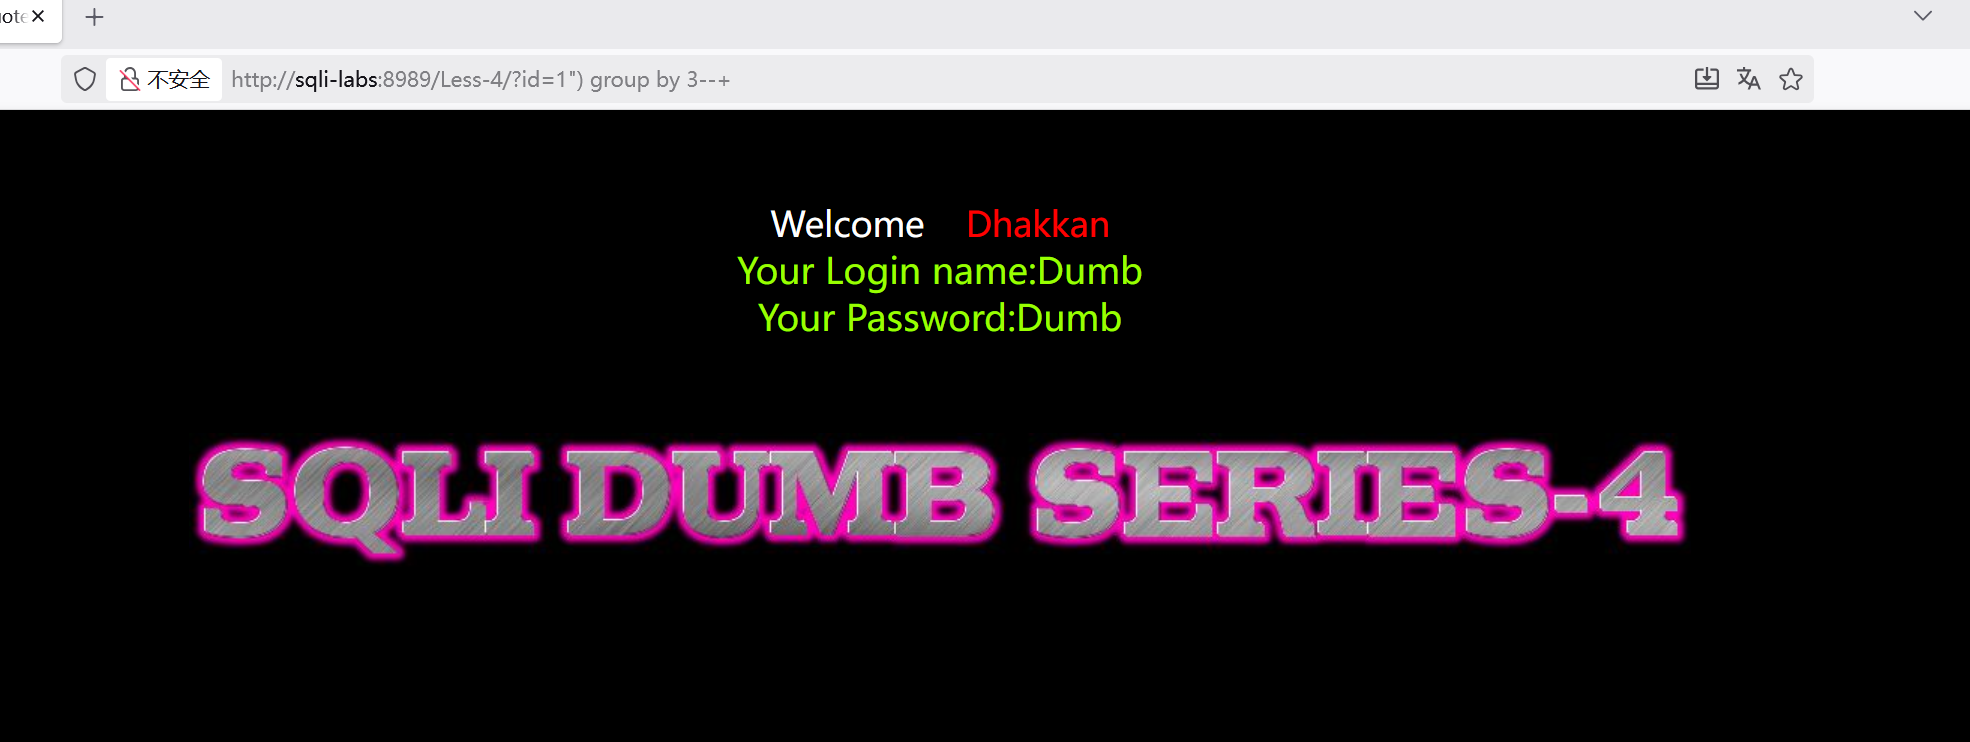 不安全 http://sqli-labs:8989/Less-4/?id=1") group by 3--+
Welcome Dhakkan
Your Login name:Dumb
Your Password:Dumb
SQLI DUMB SERIES-4